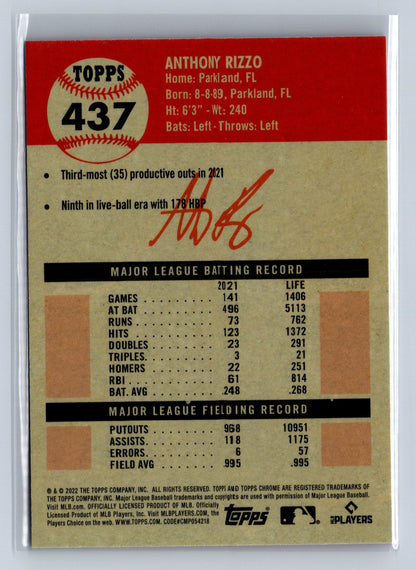 TOPPS
437
ANTHONY RIZZO
Home: Parkland, FL
Born: 8-8-89, Parkland, FL
Ht: 6'3" - Wt: 240
Bats: Left - Throws: Left
• Third-most (35) productive outs in 2021
• Ninth in live-ball era with 178 HBP
MAJOR LEAGUE BATTING RECORD
2021 LIFE
GAMES . . . . . . . . 141 1406
AT BAT . . . . . . . . 496 5113
RUNS . . . . . . . . 73 762
HITS . . . . . . . . 123 1372
DOUBLES . . . . . . . . 23 291
TRIPLES. . . . . . . . 3 21
HOMERS . . . . . . . . 22 251
RBI . . . . . . . . 61 814
BAT. AVG . . . . . . . . .248 .268
MAJOR LEAGUE FIELDING RECORD
PUTOUTS . . . . . . . . 968 10951
ASSISTS . . . . . . . . 118 1175
ERRORS . . . . . . . . 6 57
FIELD AVG . . . . . . . . .995 .995
® & © 2022 THE TOPPS COMPANY, INC. ALL RIGHTS RESERVED. TOPPS AND TOPPS CHROME ARE REGISTERED TRADEMARKS OF
THE TOPPS COMPANY, INC. Major League Baseball trademarks and copyrights are used with permission of Major League Baseball.
Visit MLB.com. OFFICIALLY LICENSED PRODUCT OF MLB PLAYERS, INC. Officially
Licensed Product of MLB Players, Inc. Visit MLBPLAYERS.com, the
Players Choice on the web. WWW.TOPPS.COM. CODE#CMP054218
Topps
MLB PLAYERS